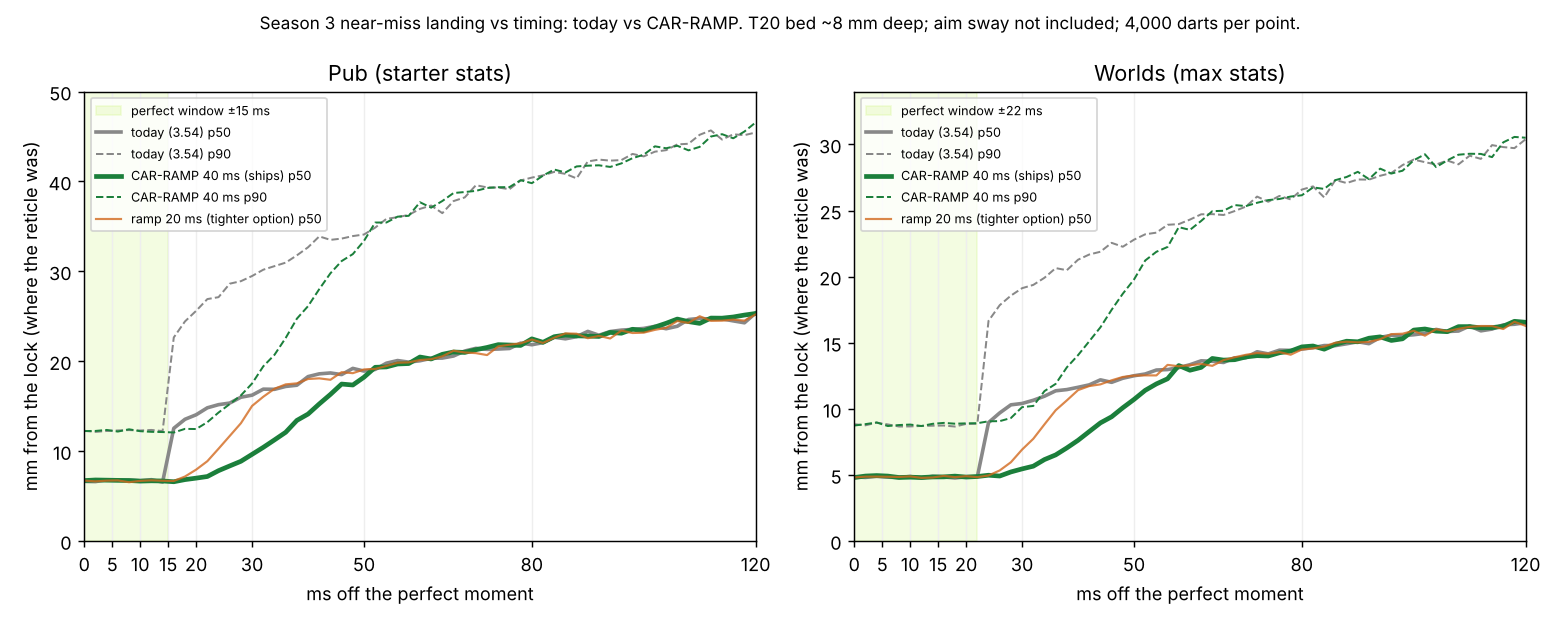 Season 3 near-miss landing vs timing: today vs CAR-RAMP. T20 bed ~8 mm deep; aim sway not included; 4,000 darts per point.
Pub (starter stats)
mm from the lock (where the reticle was)
50
40
30
20
10
0
perfect window ±15 ms
today (3.54) p50
today (3.54) p90
CAR-RAMP 40 ms (ships) p50
CAR-RAMP 40 ms p90
ramp 20 ms (tighter option) p50
0 5 10 15 20 30 50 80 120
ms off the perfect moment
Worlds (max stats)
mm from the lock (where the reticle was)
30
25
20
15
10
5
0
perfect window ±22 ms
today (3.54) p50
today (3.54) p90
CAR-RAMP 40 ms (ships) p50
CAR-RAMP 40 ms p90
ramp 20 ms (tighter option) p50
0 5 10 15 20 30 50 80 120
ms off the perfect moment